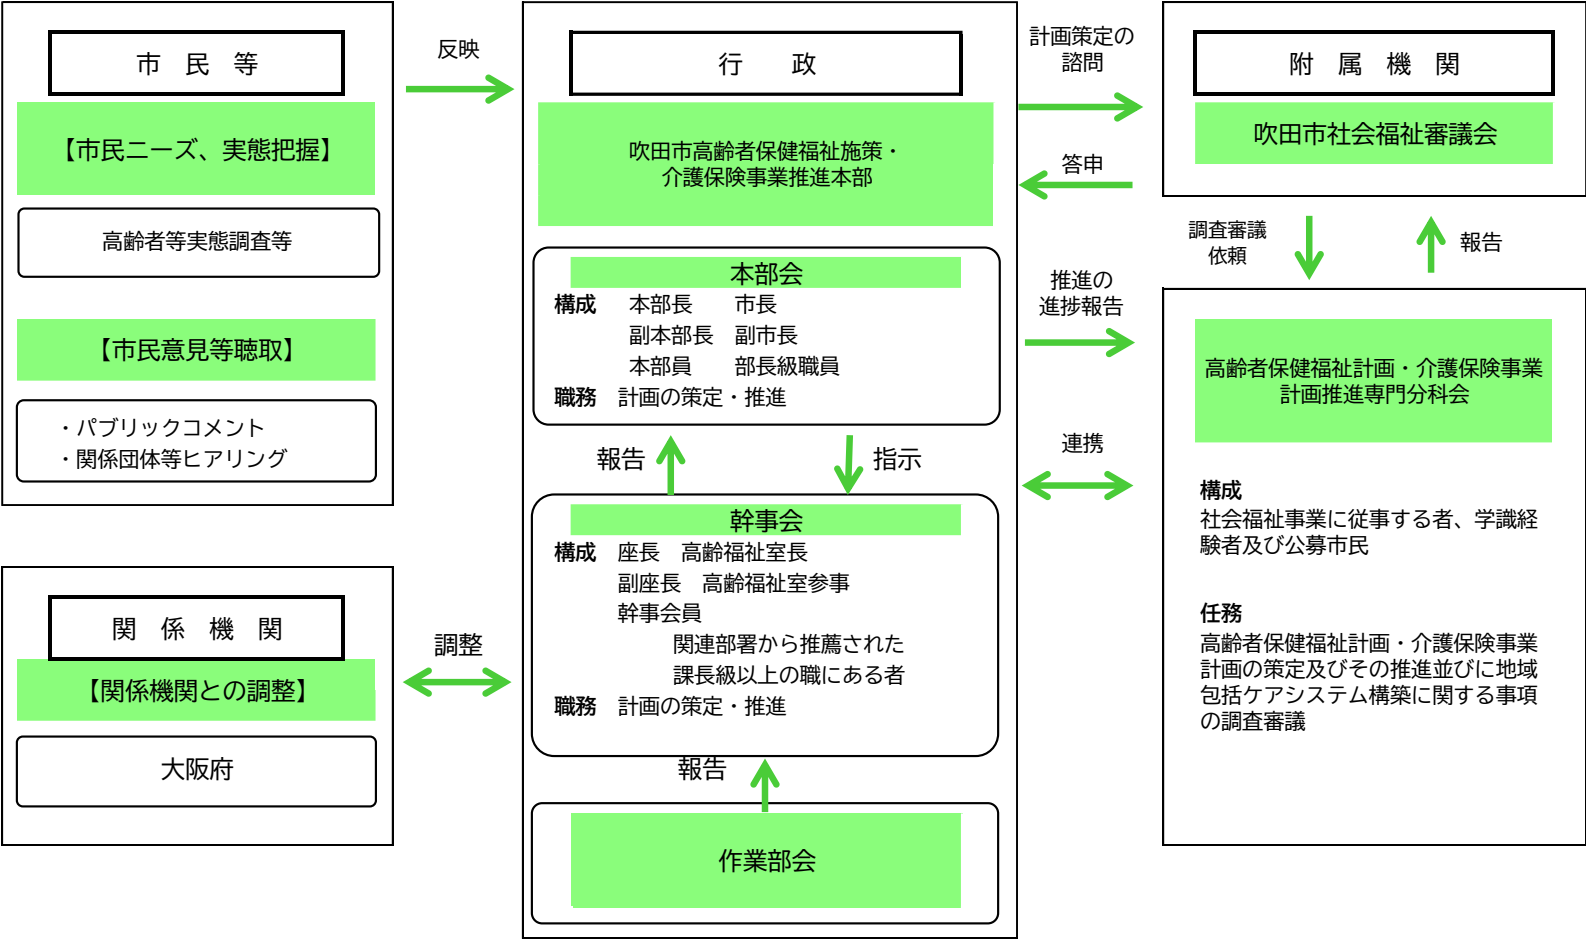 市　民　等
【市民ニーズ、実態把握】
高齢者等実態調査等
【市民意見等聴取】
・パブリックコメント
・関係団体等ヒアリング
関　係　機　関
【関係機関との調整】
大阪府
反映
調整
行　　政
吹田市高齢者保健福祉施策・
介護保険事業推進本部
本部会
構成　本部長　　市長
副本部長　副市長
本部員　　部長級職員
職務　計画の策定・推進
報告
指示
幹事会
構成　座長　高齢福祉室長
副座長　高齢福祉室参事
幹事会員
関連部署から推薦された
課長級以上の職にある者
職務　計画の策定・推進
報告
作業部会
計画策定の
諮問
答申
推進の
進捗報告
連携
附　属　機　関
吹田市社会福祉審議会
調査審議
依頼
報告
高齢者保健福祉計画・介護保険事業
計画推進専門分科会
構成
社会福祉事業に従事する者、学識経
験者及び公募市民
任務
高齢者保健福祉計画・介護保険事業
計画の策定及びその推進並びに地域
包括ケアシステム構築に関する事項
の調査審議